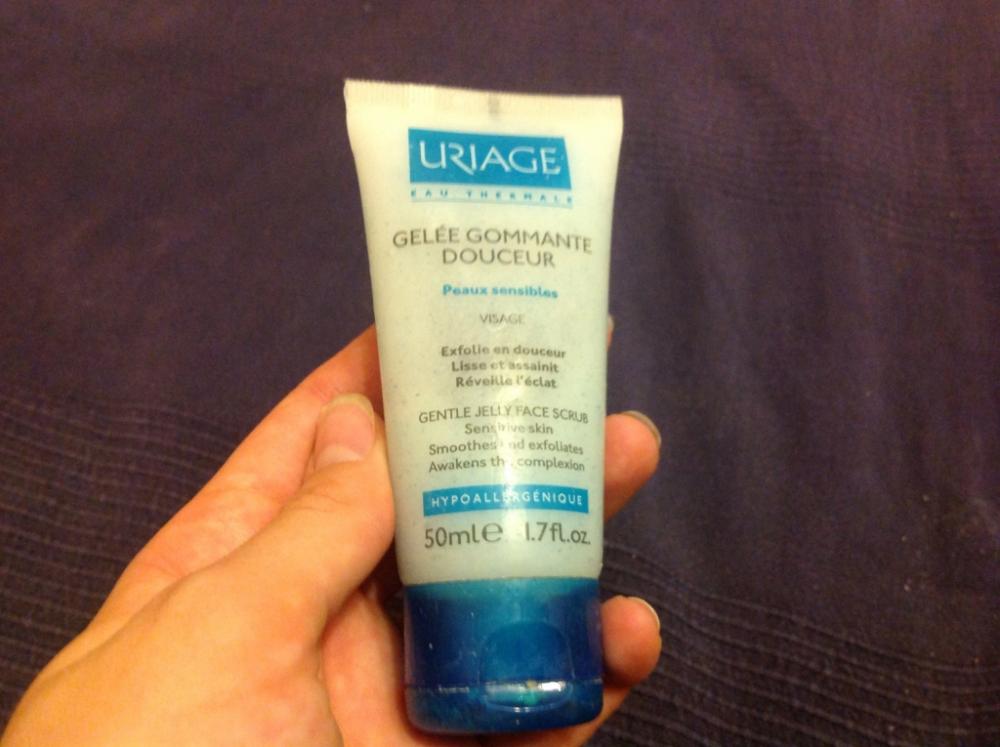 URIAGE
EAU THERMALE
GELÉE GOMMANTE
DOUCEUR
Peaux sensibles
VISAGE
Exfolie en douceur
Lisse et assainit
Réveille l'éclat
GENTLE JELLY FACE SCRUB
Sensitive skin
Smoothes and exfoliates
Awakens the complexion
HYPOALLERGÉNIQUE
50ml℮ 1.7fl.oz.